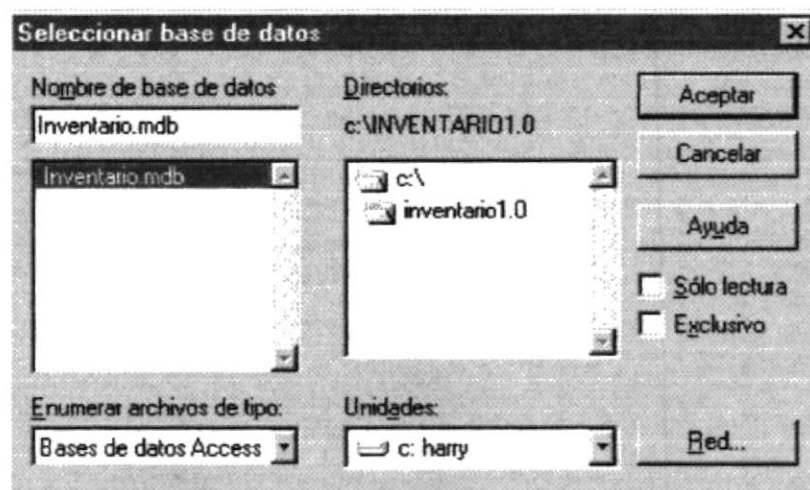 Seleccionar base de datos
Nombre de base de datos
Inventario.mdb
Inventario.mdb
Directorios:
c:\INVENTARIO1.0
c:\
inventario1.0
Aceptar
Cancelar
Ayuda
Sólo lectura
Exclusivo
Enumerar archivos de tipo:
Bases de datos Access
Unidades:
c: harry
Red...